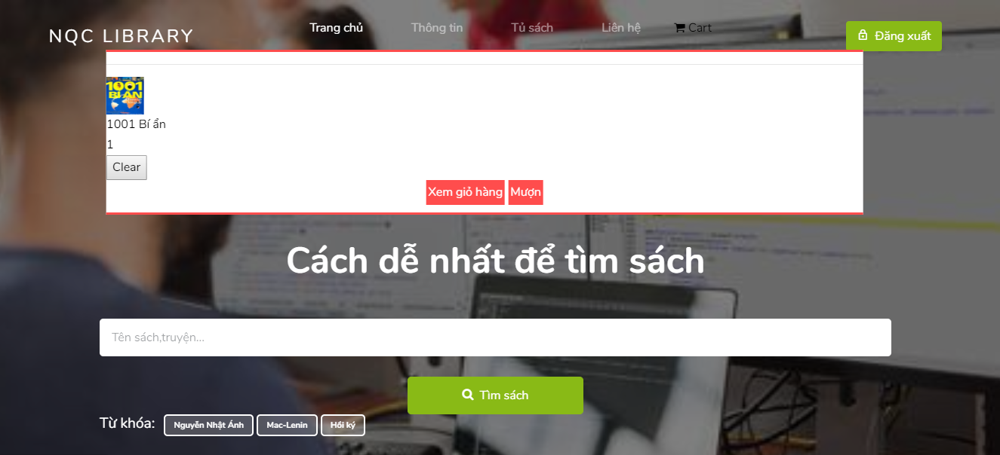 NQC LIBRARY
Trang chủ
Thông tin
Tủ sách
Liên hệ
Cart
Đăng xuất
1001
BÍ ẨN
1001 Bí ẩn
1
Clear
Xem giỏ hàng
Mượn
Cách dễ nhất để tìm sách
Tên sách,truyện...
Tìm sách
Từ khóa:
Nguyễn Nhật Ánh
Mac-Lenin
Hồi ký